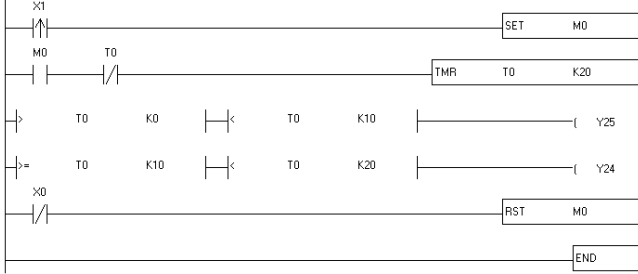 X1
SET M0
M0 T0
TMR T0 K20
> T0 K0 < T0 K10 Y25
>= T0 K10 < T0 K20 Y24
X0
RST M0
END